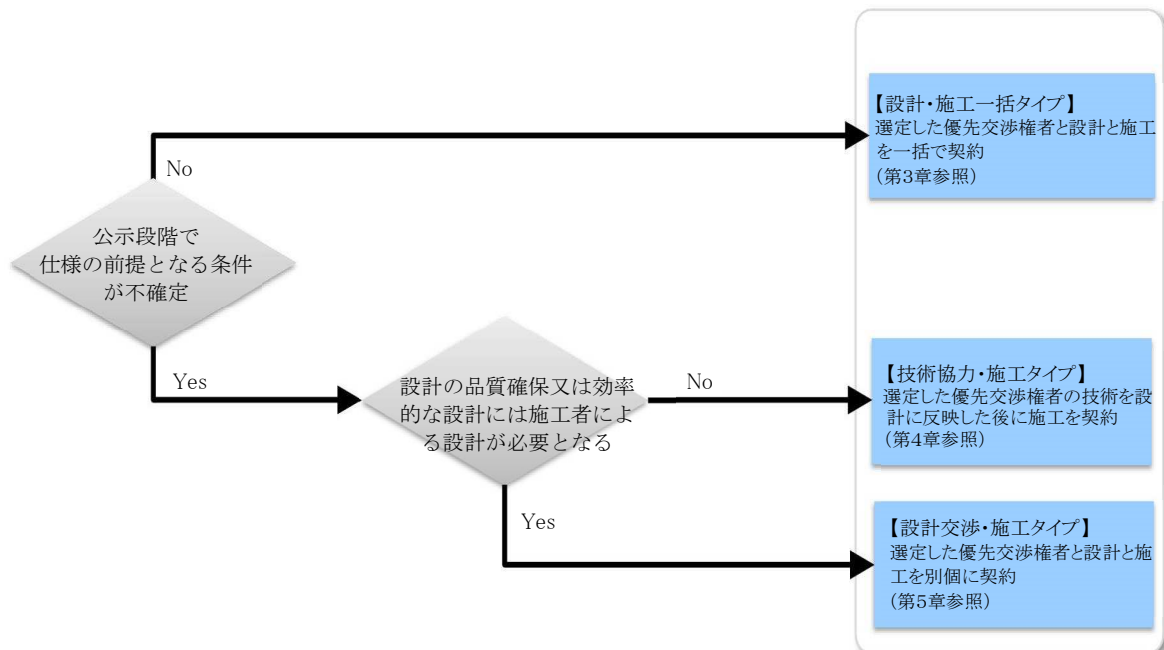 【設計・施工一括タイプ】
選定した優先交渉権者と設計と施工
を一括で契約
(第3章参照)
No
公示段階で
仕様の前提となる条件
が不確定
Yes
設計の品質確保又は効率
的な設計には施工者によ
る設計が必要となる
No
【技術協力・施工タイプ】
選定した優先交渉権者の技術を設
計に反映した後に施工を契約
(第4章参照)
Yes
【設計交渉・施工タイプ】
選定した優先交渉権者と設計と施
工を別個に契約
(第5章参照)